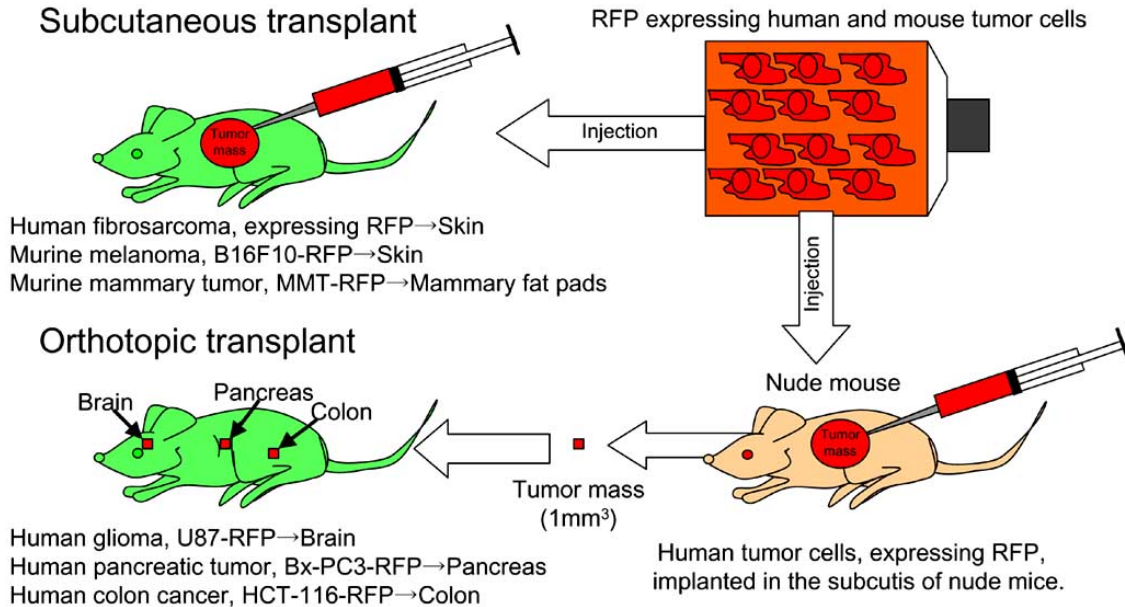 Subcutaneous transplant
RFP expressing human and mouse tumor cells
Tumor
mass
Injection
Human fibrosarcoma, expressing RFP→Skin
Murine melanoma, B16F10-RFP→Skin
Murine mammary tumor, MMT-RFP→Mammary fat pads
Injection
Orthotopic transplant
Brain
Pancreas
Colon
Nude mouse
Tumor
mass
Tumor mass
(1mm³)
Human glioma, U87-RFP→Brain
Human pancreatic tumor, Bx-PC3-RFP→Pancreas
Human colon cancer, HCT-116-RFP→Colon
Human tumor cells, expressing RFP,
implanted in the subcutis of nude mice.